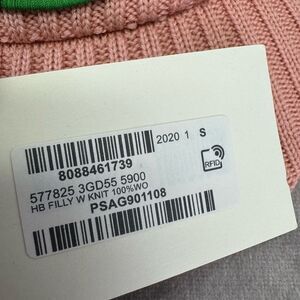 2020 1 S
8088461739
577825 3GD55 5900
HB FILLY W KNIT 100%WO
PSAG901108
RFID